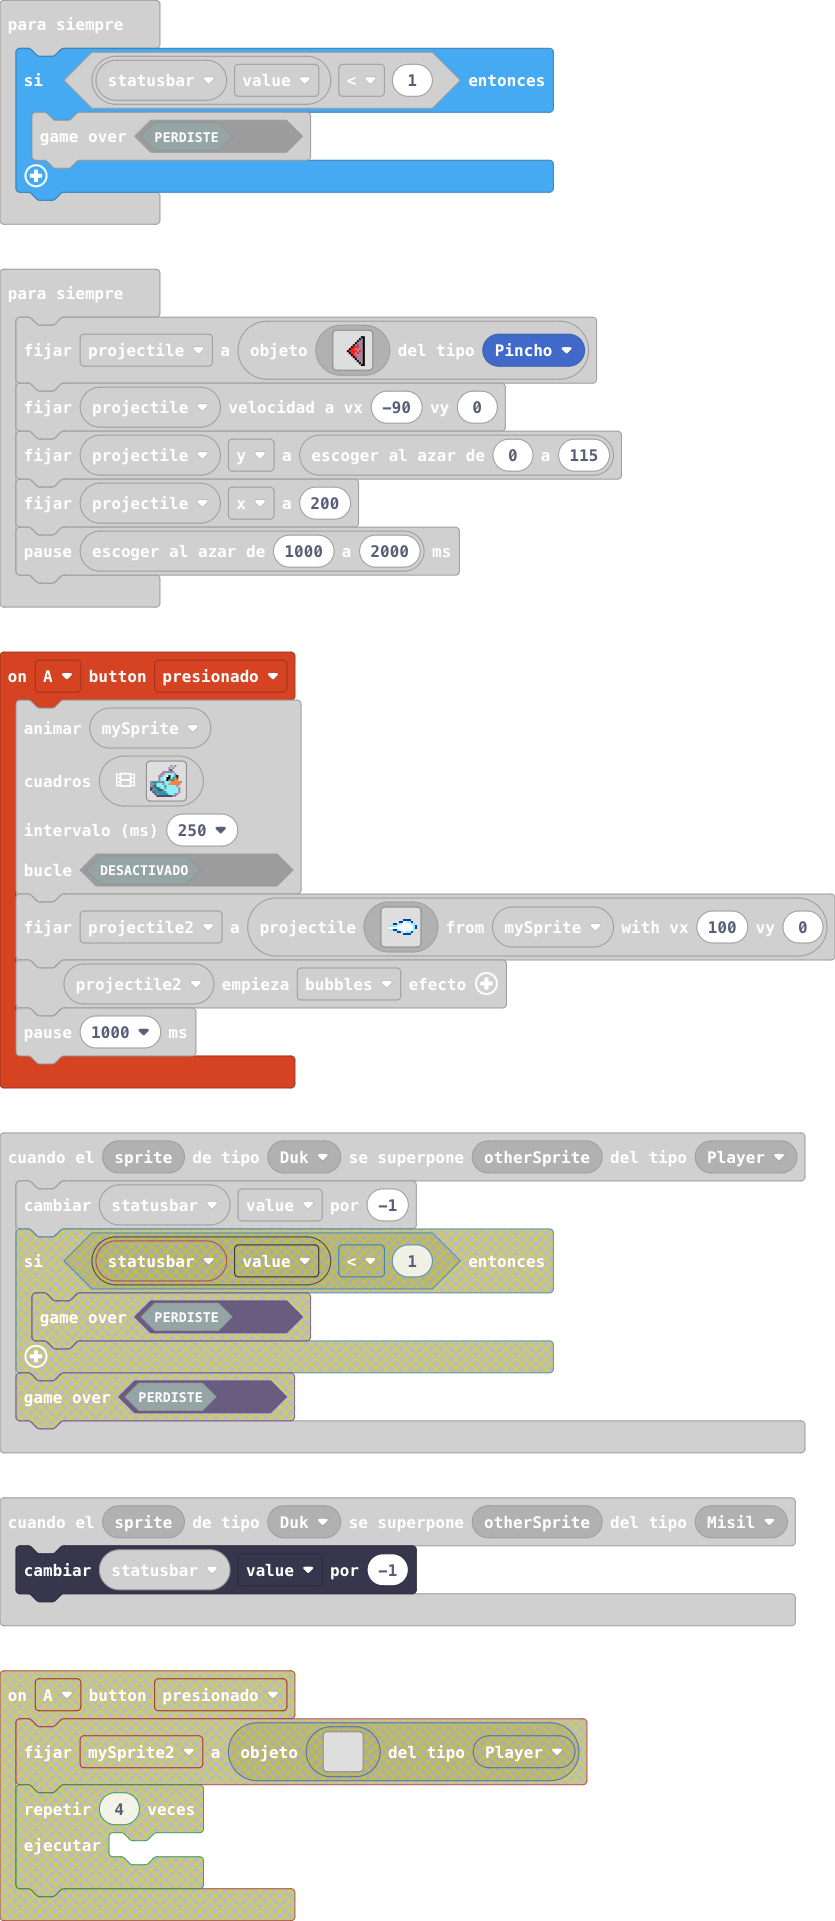 para siempre
si statusbar value < 1 entonces
game over PERDISTE
para siempre
fijar projectile a objeto del tipo Pincho
fijar projectile velocidad a vx -90 vy 0
fijar projectile y a escoger al azar de 0 a 115
fijar projectile x a 200
pause escoger al azar de 1000 a 2000 ms
on A button presionado
animar mySprite
cuadros
intervalo (ms) 250
bucle DESACTIVADO
fijar projectile2 a projectile from mySprite with vx 100 vy 0
projectile2 empieza bubbles efecto
pause 1000 ms
cuando el sprite de tipo Duk se superpone otherSprite del tipo Player
cambiar statusbar value por -1
si statusbar value < 1 entonces
game over PERDISTE
game over PERDISTE
cuando el sprite de tipo Duk se superpone otherSprite del tipo Misil
cambiar statusbar value por -1
on A button presionado
fijar mySprite2 a objeto del tipo Player
repetir 4 veces
ejecutar